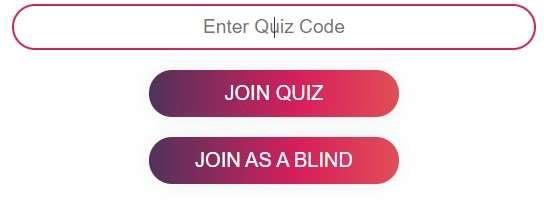 Enter Quiz Code
JOIN QUIZ
JOIN AS A BLIND